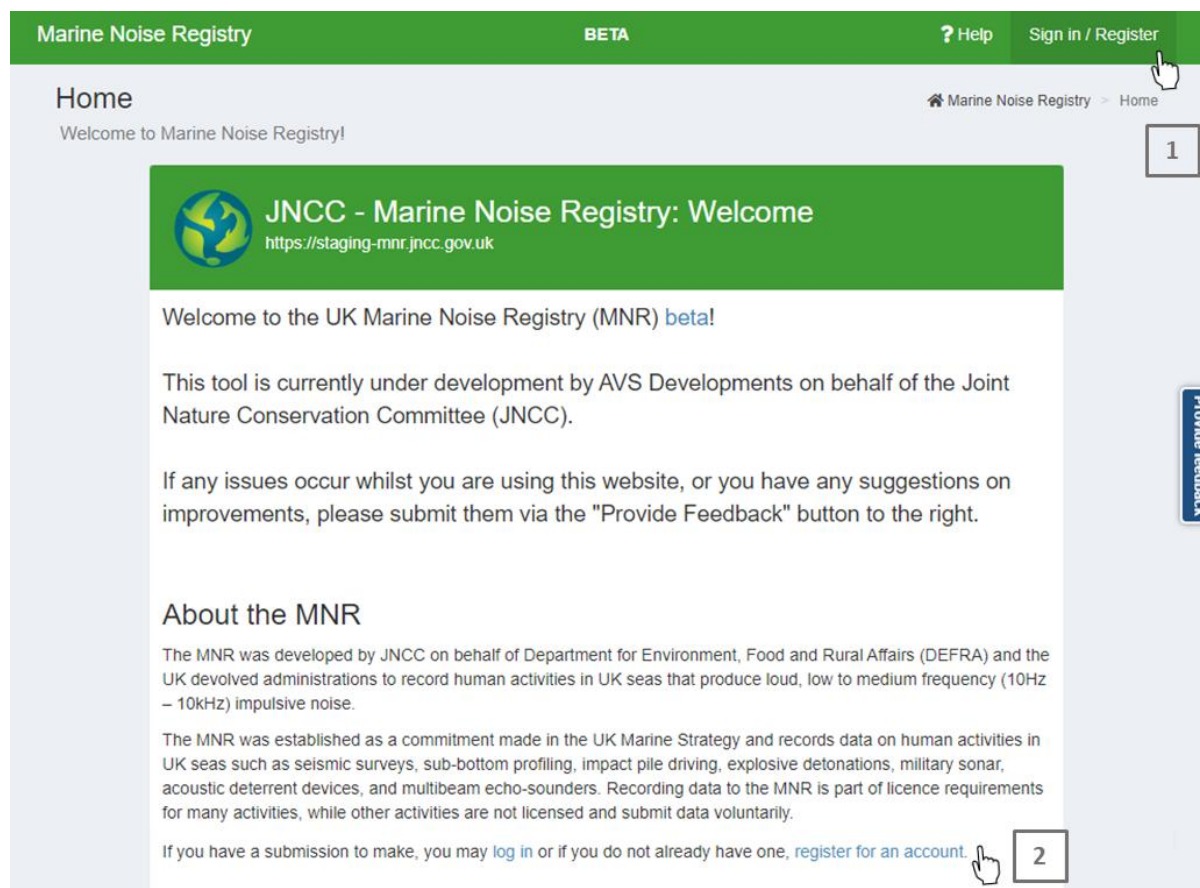 Marine Noise Registry BETA ? Help Sign in / Register
Home
Marine Noise Registry > Home
Welcome to Marine Noise Registry!
1
JNCC - Marine Noise Registry: Welcome
https://staging-mnr.jncc.gov.uk
Welcome to the UK Marine Noise Registry (MNR) beta!
This tool is currently under development by AVS Developments on behalf of the Joint
Nature Conservation Committee (JNCC).
Provide feedback
If any issues occur whilst you are using this website, or you have any suggestions on
improvements, please submit them via the "Provide Feedback" button to the right.
About the MNR
The MNR was developed by JNCC on behalf of Department for Environment, Food and Rural Affairs (DEFRA) and the
UK devolved administrations to record human activities in UK seas that produce loud, low to medium frequency (10Hz
– 10kHz) impulsive noise.
The MNR was established as a commitment made in the UK Marine Strategy and records data on human activities in
UK seas such as seismic surveys, sub-bottom profiling, impact pile driving, explosive detonations, military sonar,
acoustic deterrent devices, and multibeam echo-sounders. Recording data to the MNR is part of licence requirements
for many activities, while other activities are not licensed and submit data voluntarily.
If you have a submission to make, you may log in or if you do not already have one, register for an account.
2